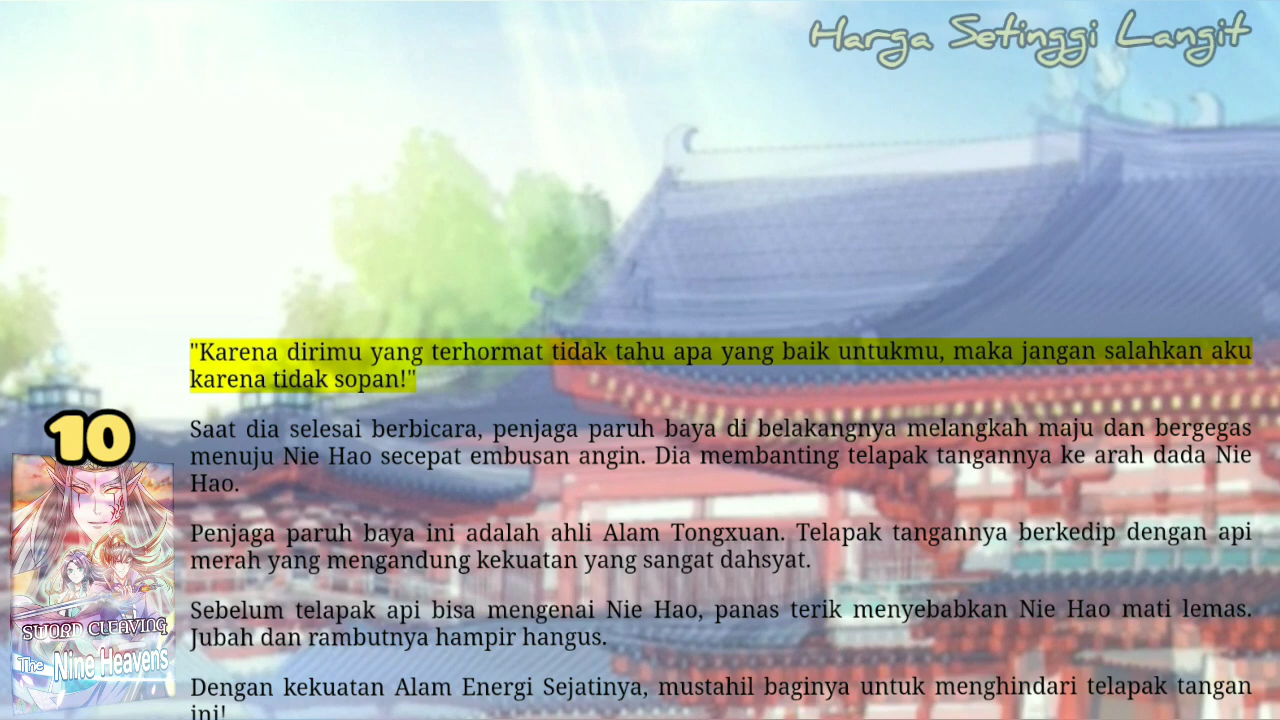 Harga Setinggi Langit
"Karena dirimu yang terhormat tidak tahu apa yang baik untukmu, maka jangan salahkan aku
karena tidak sopan!"
Saat dia selesai berbicara, penjaga paruh baya di belakangnya melangkah maju dan bergegas
menuju Nie Hao secepat embusan angin. Dia membanting telapak tangannya ke arah dada Nie
Hao.
Penjaga paruh baya ini adalah ahli Alam Tongxuan. Telapak tangannya berkedip dengan api
merah yang mengandung kekuatan yang sangat dahsyat.
Sebelum telapak api bisa mengenai Nie Hao, panas terik menyebabkan Nie Hao mati lemas.
Jubah dan rambutnya hampir hangus.
Dengan kekuatan Alam Energi Sejatinya, mustahil baginya untuk menghindari telapak tangan
ini!
10
SWORD CLEAVING
The Nine Heavens